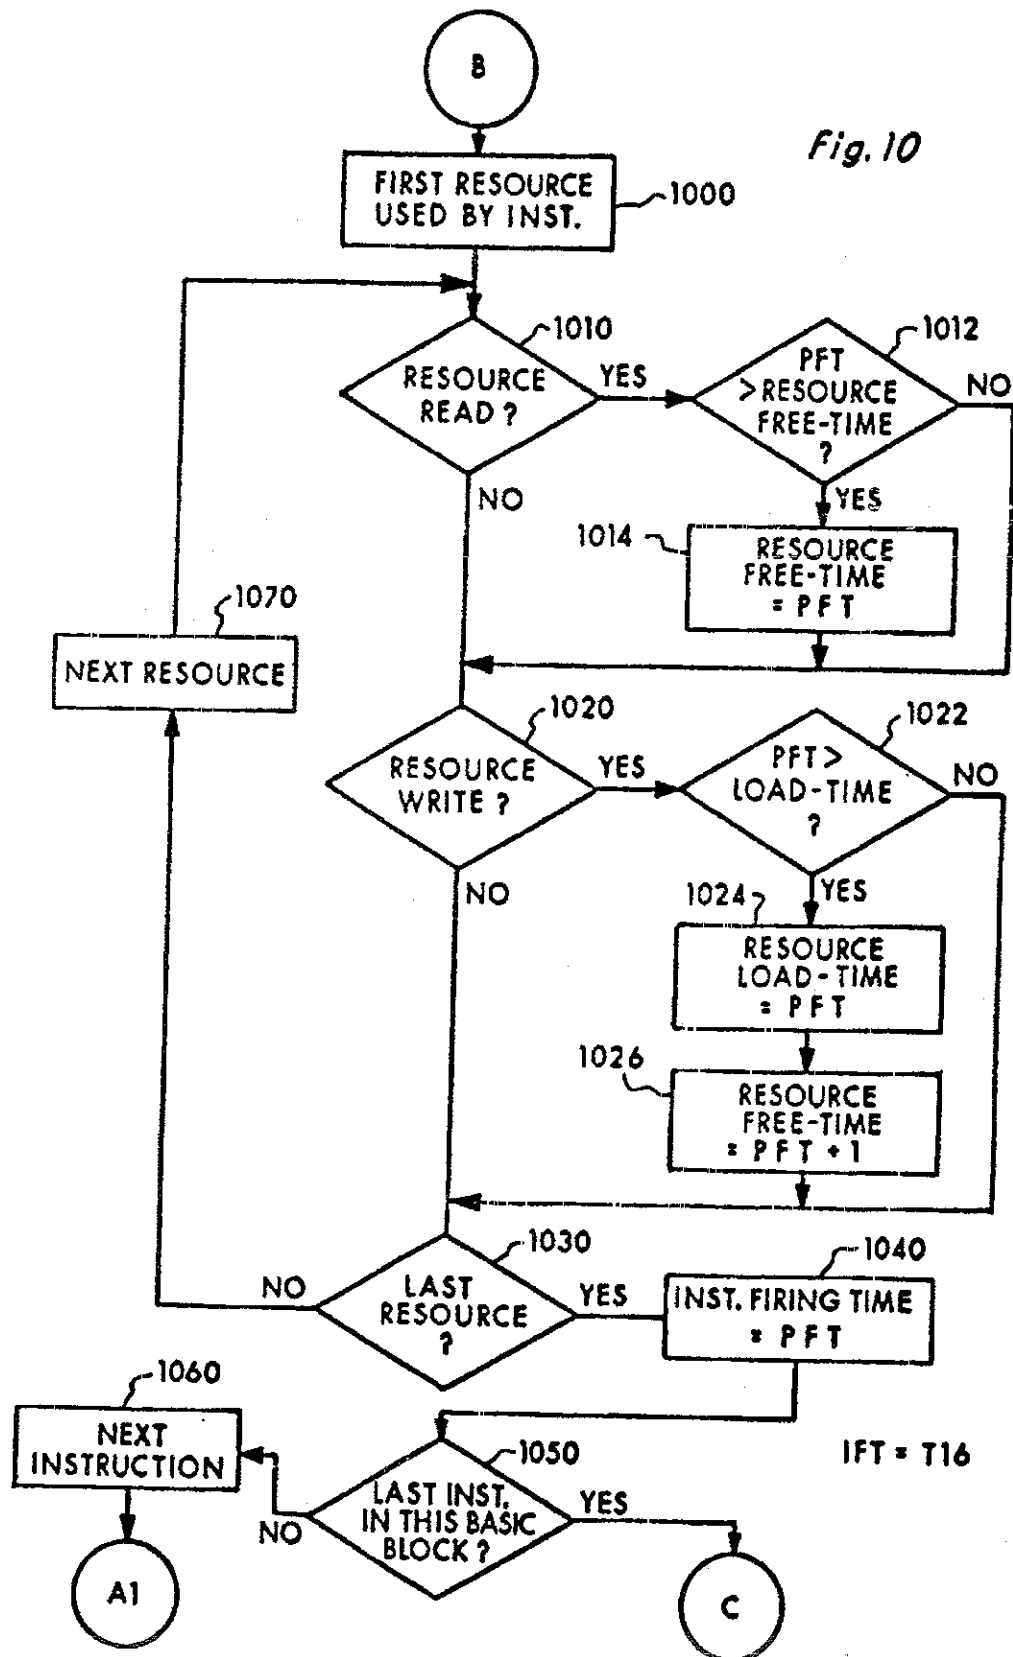 B
Fig. 10
FIRST RESOURCE
USED BY INST.
1000
1010
RESOURCE
READ ?
YES
NO
1012
PFT
> RESOURCE
FREE-TIME
?
NO
YES
1014
RESOURCE
FREE-TIME
= PFT
1070
NEXT RESOURCE
1020
RESOURCE
WRITE ?
YES
NO
1022
PFT >
LOAD-TIME
?
NO
YES
1024
RESOURCE
LOAD-TIME
= PFT
1026
RESOURCE
FREE-TIME
= PFT + 1
1030
LAST
RESOURCE
?
NO
YES
1040
INST. FIRING TIME
= PFT
1060
NEXT
INSTRUCTION
1050
LAST INST.
IN THIS BASIC
BLOCK ?
NO
YES
IFT = T16
A1
C